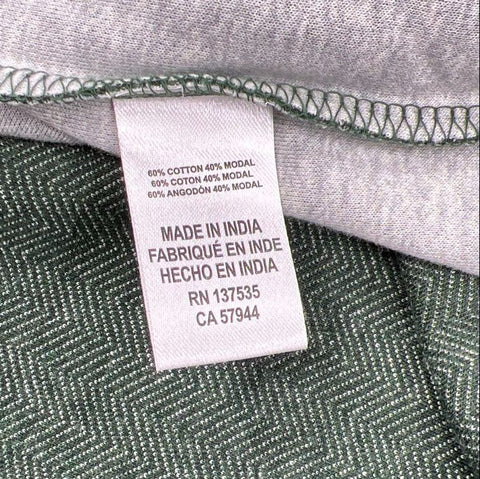 60% COTTON 40% MODAL
60% COTON 40% MODAL
60% ANGODÓN 40% MODAL
MADE IN INDIA
FABRIQUÉ EN INDE
HECHO EN INDIA
RN 137535
CA 57944